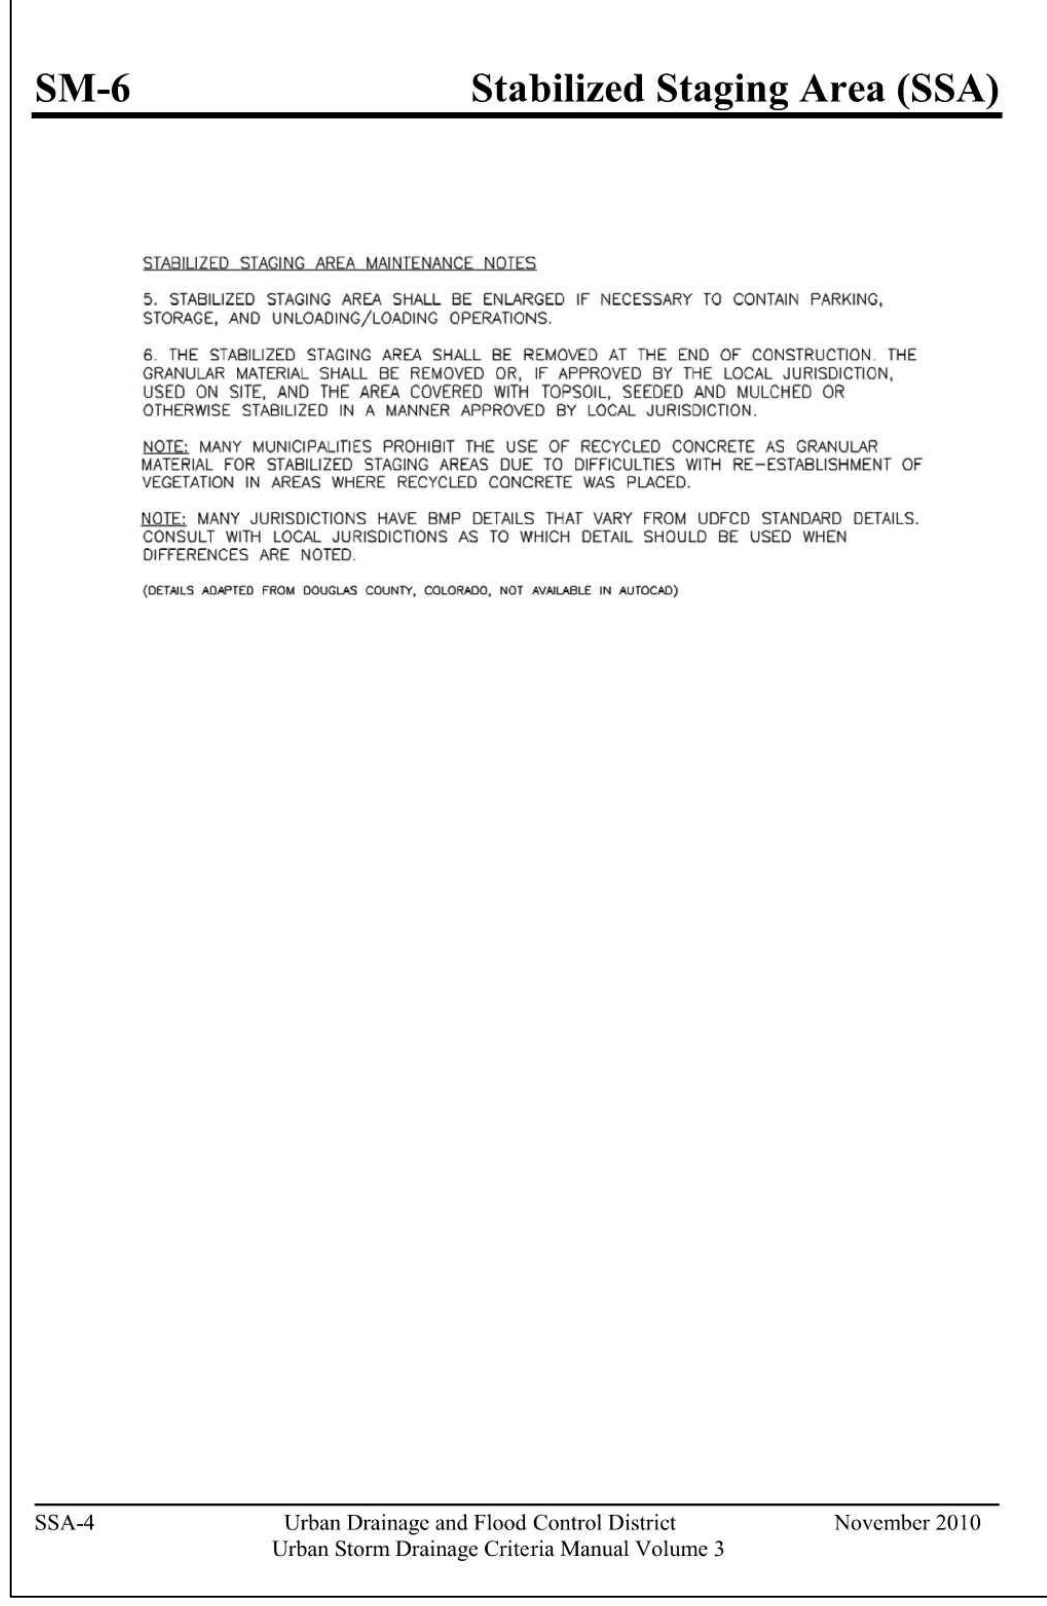 SM-6 Stabilized Staging Area (SSA)
STABILIZED STAGING AREA MAINTENANCE NOTES
5. STABILIZED STAGING AREA SHALL BE ENLARGED IF NECESSARY TO CONTAIN PARKING,
STORAGE, AND UNLOADING/LOADING OPERATIONS.
6. THE STABILIZED STAGING AREA SHALL BE REMOVED AT THE END OF CONSTRUCTION. THE
GRANULAR MATERIAL SHALL BE REMOVED OR, IF APPROVED BY THE LOCAL JURISDICTION,
USED ON SITE, AND THE AREA COVERED WITH TOPSOIL, SEEDED AND MULCHED OR
OTHERWISE STABILIZED IN A MANNER APPROVED BY LOCAL JURISDICTION.
NOTE: MANY MUNICIPALITIES PROHIBIT THE USE OF RECYCLED CONCRETE AS GRANULAR
MATERIAL FOR STABILIZED STAGING AREAS DUE TO DIFFICULTIES WITH RE-ESTABLISHMENT OF
VEGETATION IN AREAS WHERE RECYCLED CONCRETE WAS PLACED.
NOTE: MANY JURISDICTIONS HAVE BMP DETAILS THAT VARY FROM UDFCD STANDARD DETAILS.
CONSULT WITH LOCAL JURISDICTIONS AS TO WHICH DETAIL SHOULD BE USED WHEN
DIFFERENCES ARE NOTED.
(DETAILS ADAPTED FROM DOUGLAS COUNTY, COLORADO, NOT AVAILABLE IN AUTOCAD)
SSA-4 Urban Drainage and Flood Control District November 2010
Urban Storm Drainage Criteria Manual Volume 3